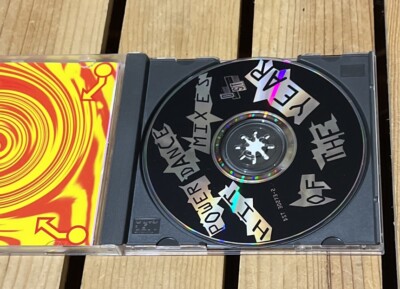 POWER DANCE
HIT MIXES
OF THE YEAR